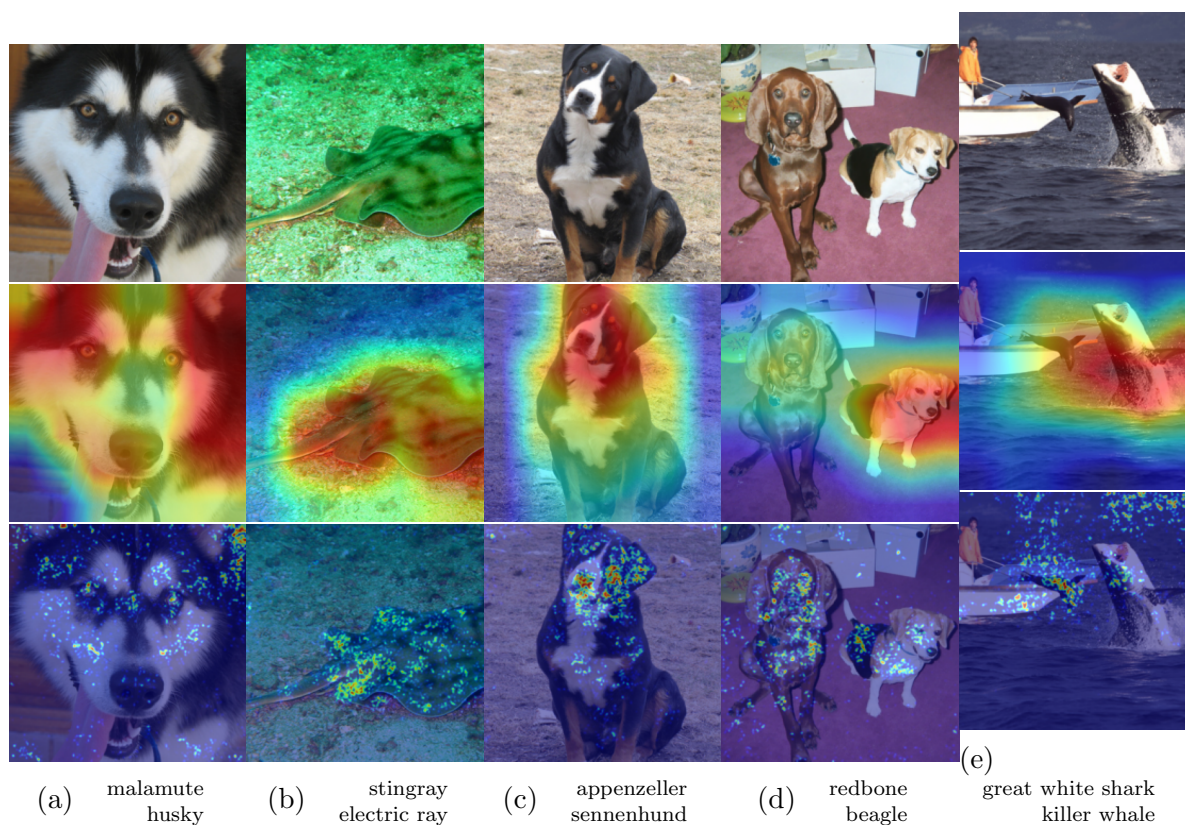 (a) malamute
husky
(b) stingray
electric ray
(c) appenzeller
sennenhund
(d) redbone
beagle
(e)
great white shark
killer whale